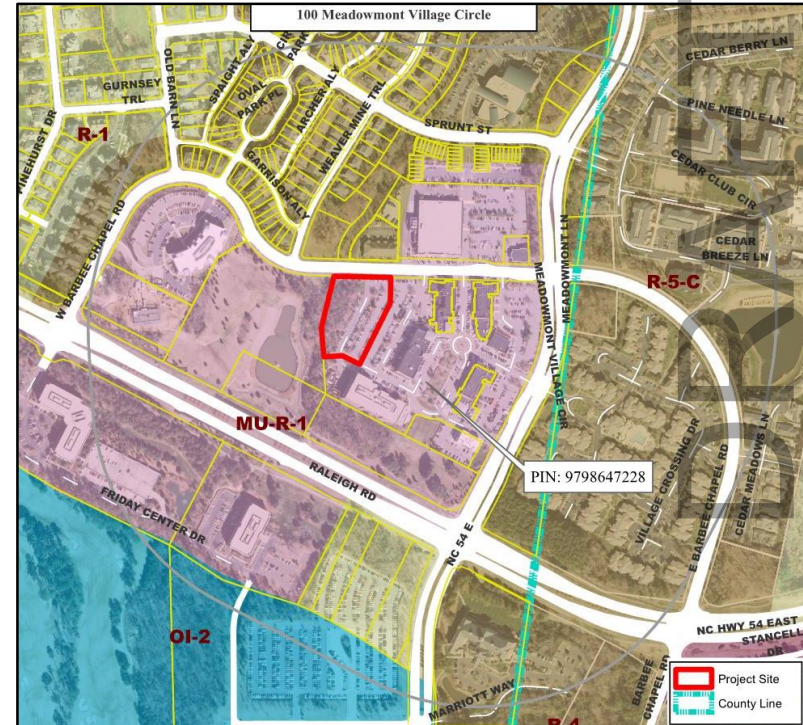 100 Meadowmont Village Circle
CEDAR BERRY LN
OLD BARN LN
SPAIGHT ALY
GURNSEY
TRL
OVAL
PARK PL
ARCHER ALY
WEAVER MINE TRL
PINE NEEDLE LN
SPRUNT ST
R-1
PINEHURST DR
GARRISON ALY
CEDAR CLUB CIR
CEDAR
BREEZE LN
W BARBEE CHAPEL RD
MEADOWMONT LN
R-5-C
MEADOWMONT VILLAGE CIR
MU-R-1
RALEIGH RD
PIN: 9798647228
VILLAGE CROSSING DR
E BARBEE CHAPEL RD
CEDAR MEADOWS LN
FRIDAY CENTER DR
NC 54 E
OI-2
NC HWY 54 EAST
STANCELL
DR
MARRIOTT WAY
BARBEE
CHAPEL RD
R-4
Project Site
County Line
DRAFT